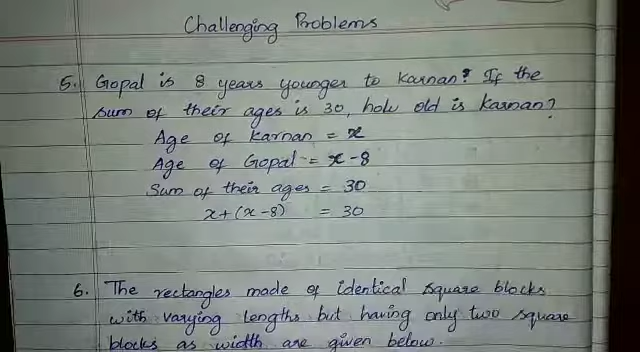 Challenging Problems
5. Gopal is 8 years younger to Karnan? If the
sum of their ages is 30, how old is Karnan?
Age of Karnan = x
Age of Gopal = x-8
Sum of their ages = 30
x+(x-8) = 30
6. The rectangles made of identical square blocks
with varying lengths but having only two square
blocks as width are given below.